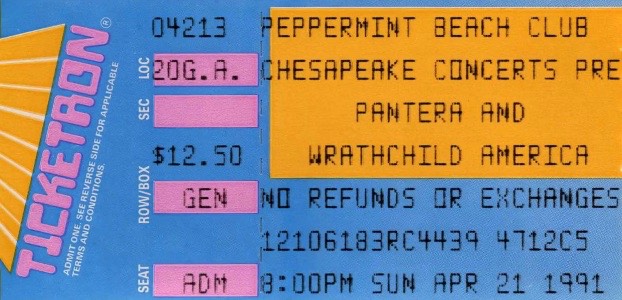 TICKETRON®
ADMIT ONE. SEE REVERSE SIDE FOR APPLICABLE
TERMS AND CONDITIONS.
04213 PEPPERMINT BEACH CLUB
LOC 20G.A. CHESAPEAKE CONCERTS PRE
SEC PANTERA AND
$12.50 WRATHCHILD AMERICA
ROW/BOX GEN NO REFUNDS OR EXCHANGES
12106183RC4439 4712C5
SEAT ADM 8:00PM SUN APR 21 1991